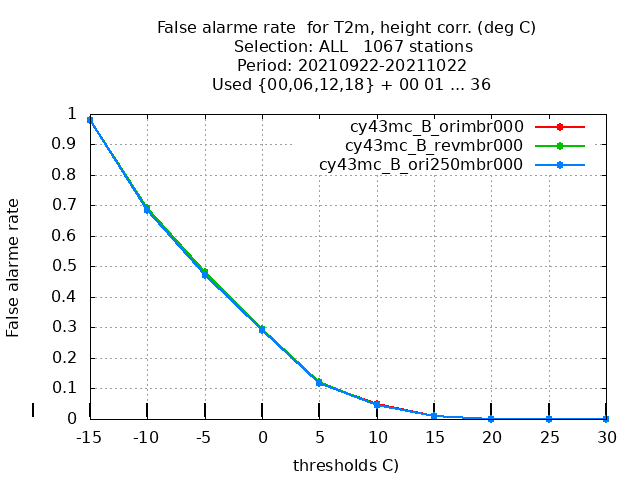 False alarme rate  for T2m, height corr. (deg C)
Selection: ALL   1067 stations
Period: 20210922-20211022
Used {00,06,12,18} + 00 01 ... 36
cy43mc_B_orimbr000
cy43mc_B_revmbr000
cy43mc_B_ori250mbr000
False alarme rate
1
0.9
0.8
0.7
0.6
0.5
0.4
0.3
0.2
0.1
0
-15 -10 -5 0 5 10 15 20 25 30
thresholds C)